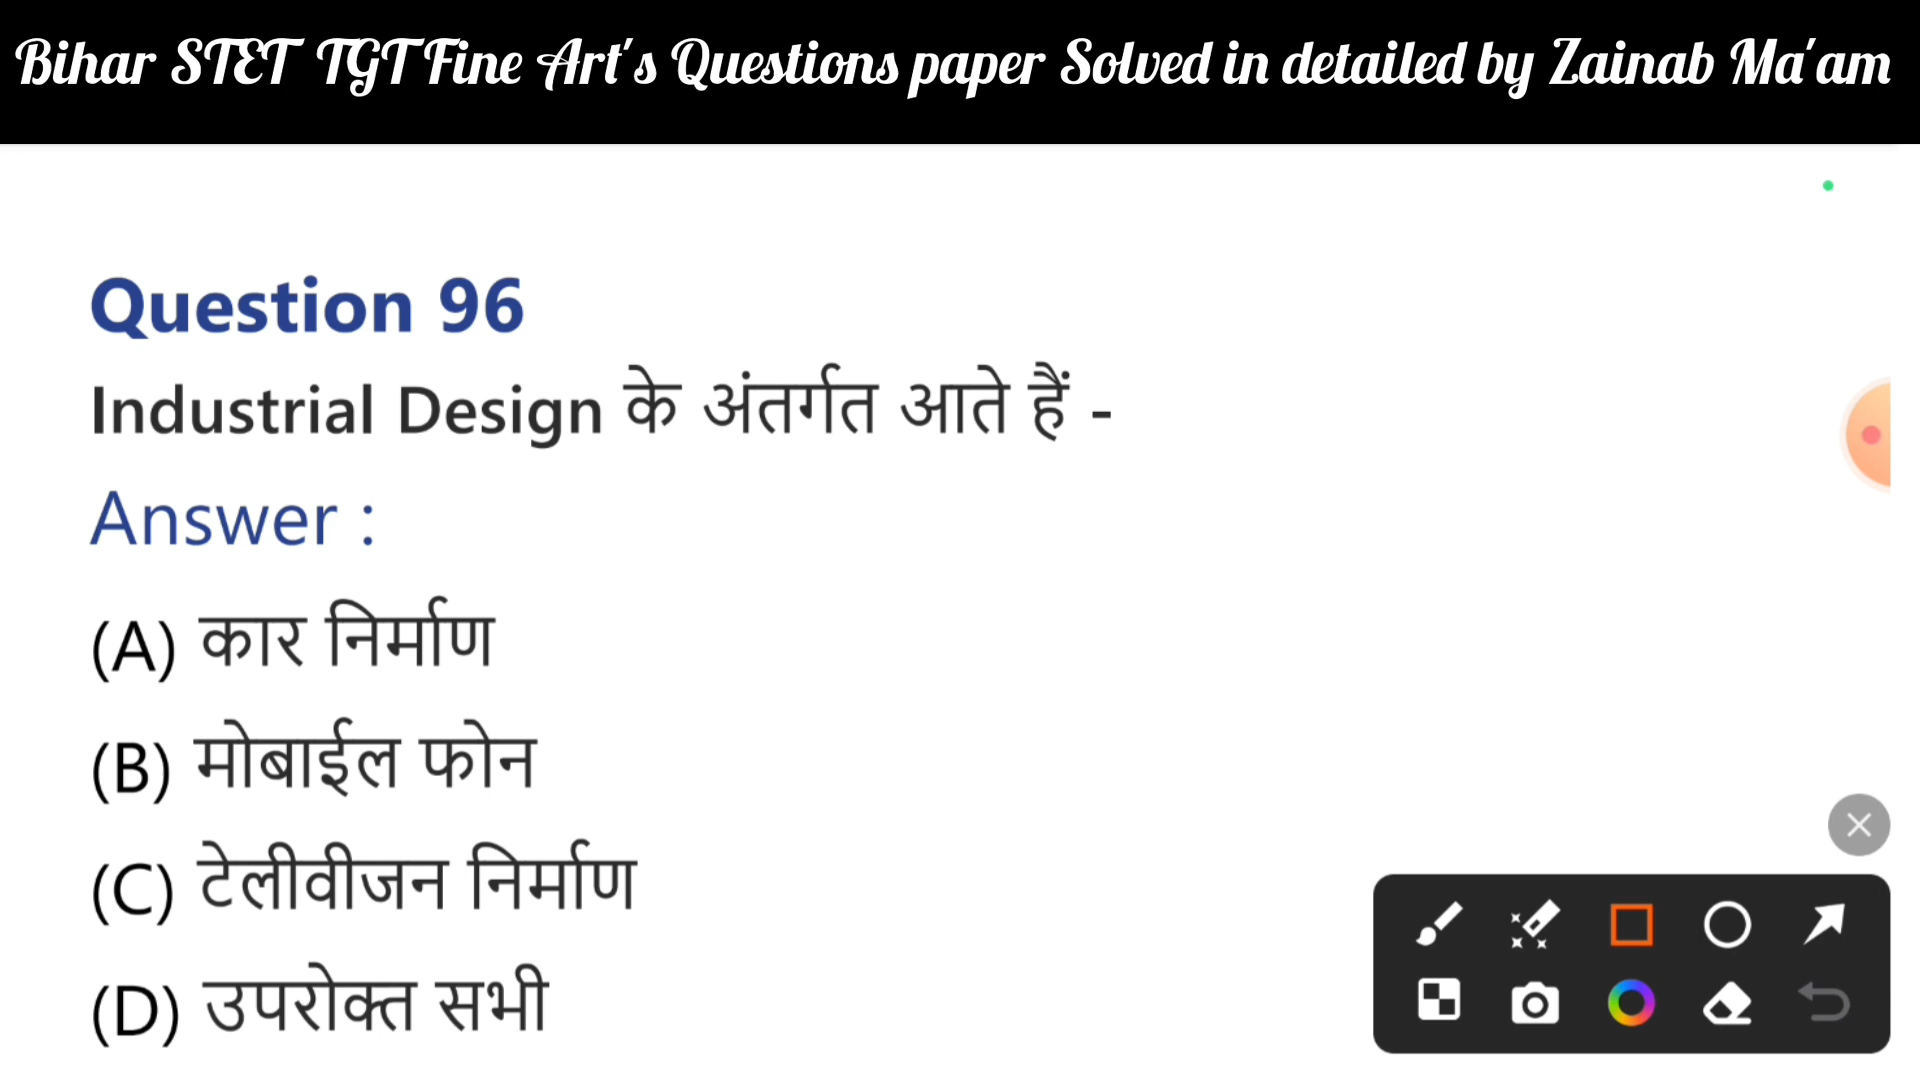 Bihar STET TGT Fine Art's Questions paper Solved in detailed by Zainab Ma'am
Question 96
Industrial Design के अंतर्गत आते हैं -
Answer :
(A) कार निर्माण
(B) मोबाईल फोन
(C) टेलीवीजन निर्माण
(D) उपरोक्त सभी